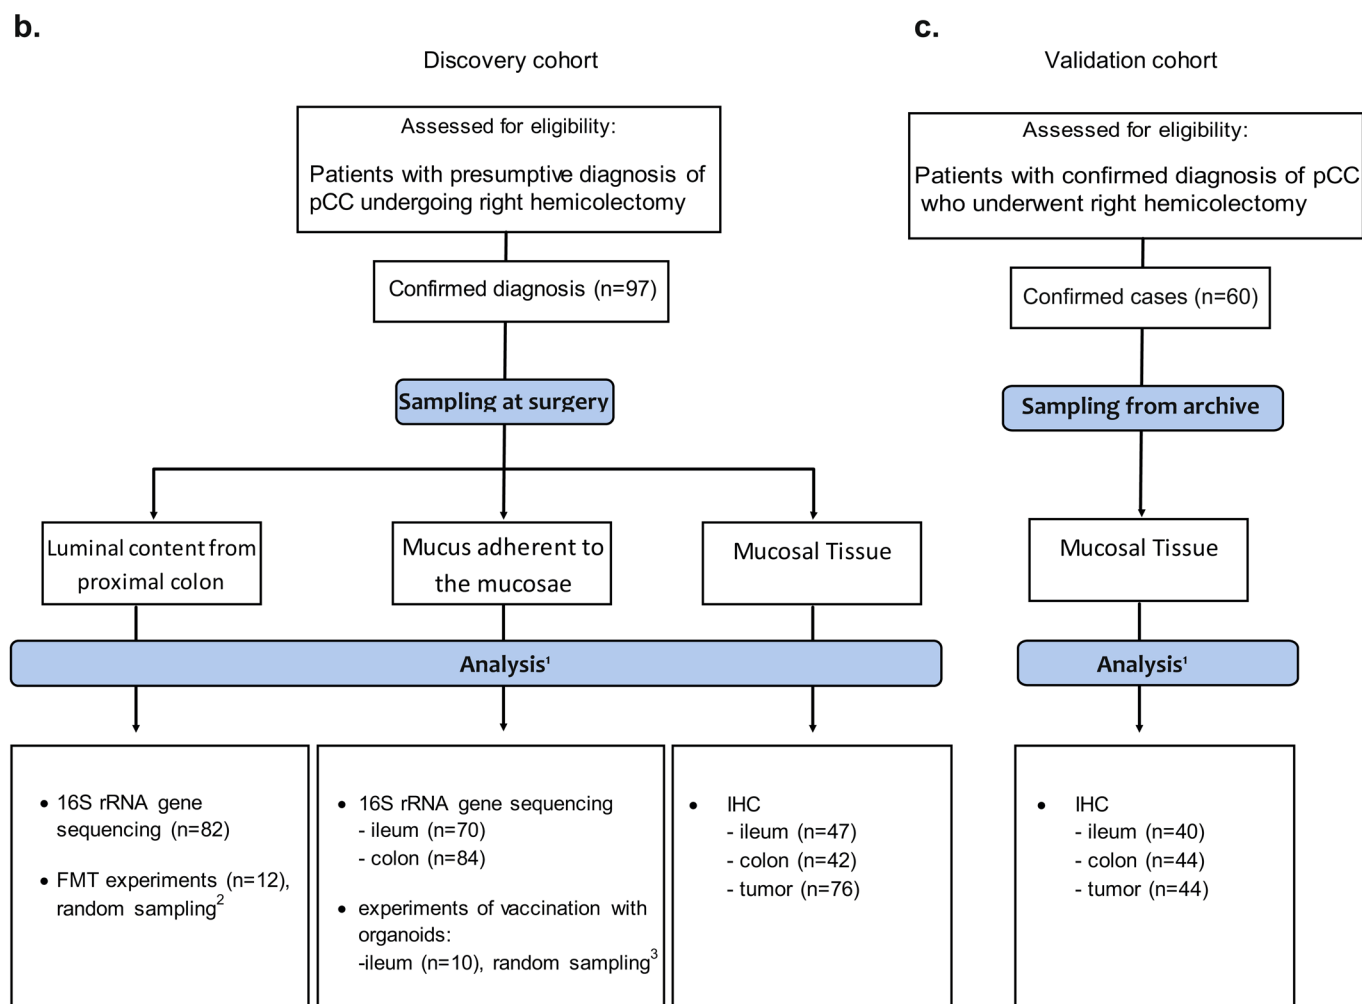 b.
Discovery cohort
Assessed for eligibility:
Patients with presumptive diagnosis of
pCC undergoing right hemicolectomy
Confirmed diagnosis (n=97)
Sampling at surgery
Luminal content from
proximal colon
Mucus adherent to
the mucosae
Mucosal Tissue
Analysis¹
• 16S rRNA gene
sequencing (n=82)
• FMT experiments (n=12),
random sampling²
• 16S rRNA gene sequencing
- ileum (n=70)
- colon (n=84)
• experiments of vaccination with
organoids:
-ileum (n=10), random sampling³
• IHC
- ileum (n=47)
- colon (n=42)
- tumor (n=76)
c.
Validation cohort
Assessed for eligibility:
Patients with confirmed diagnosis of pCC
who underwent right hemicolectomy
Confirmed cases (n=60)
Sampling from archive
Mucosal Tissue
Analysis¹
• IHC
- ileum (n=40)
- colon (n=44)
- tumor (n=44)